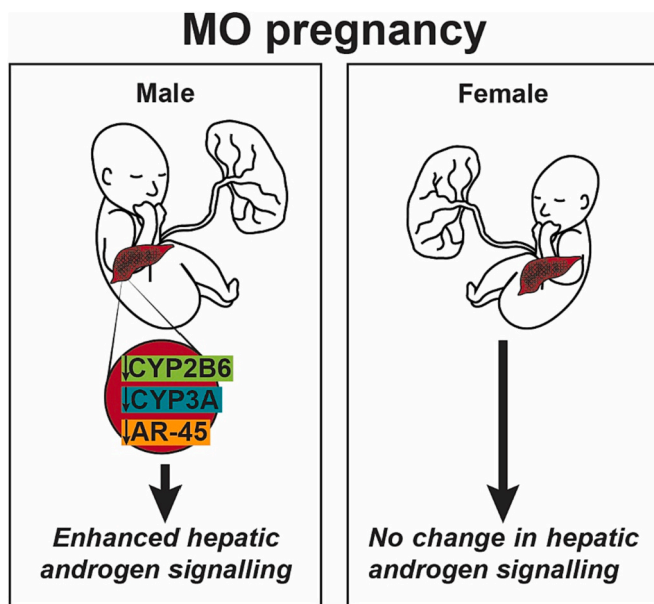 MO pregnancy
Male
↓CYP2B6
↓CYP3A
↓AR-45
Enhanced hepatic
androgen signalling
Female
No change in hepatic
androgen signalling